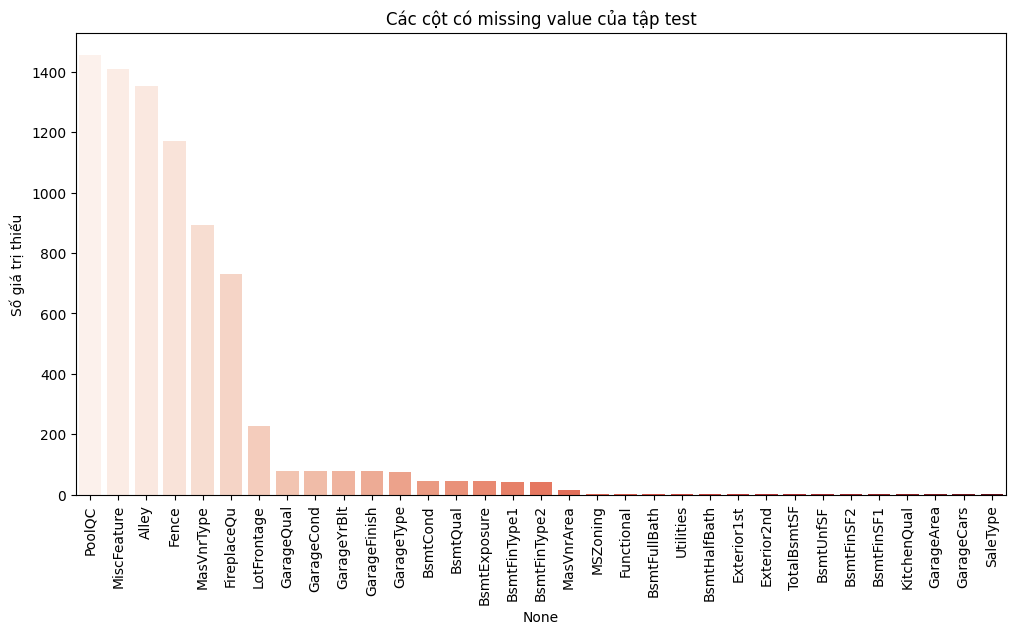 Các cột có missing value của tập test
Số giá trị thiếu
1400
1200
1000
800
600
400
200
0
PoolQC
MiscFeature
Alley
Fence
MasVnrType
FireplaceQu
LotFrontage
GarageQual
GarageCond
GarageYrBlt
GarageFinish
GarageType
BsmtCond
BsmtQual
BsmtExposure
BsmtFinType1
BsmtFinType2
MasVnrArea
MSZoning
Functional
BsmtFullBath
Utilities
BsmtHalfBath
Exterior1st
Exterior2nd
TotalBsmtSF
BsmtUnfSF
BsmtFinSF2
BsmtFinSF1
KitchenQual
GarageArea
GarageCars
SaleType
None